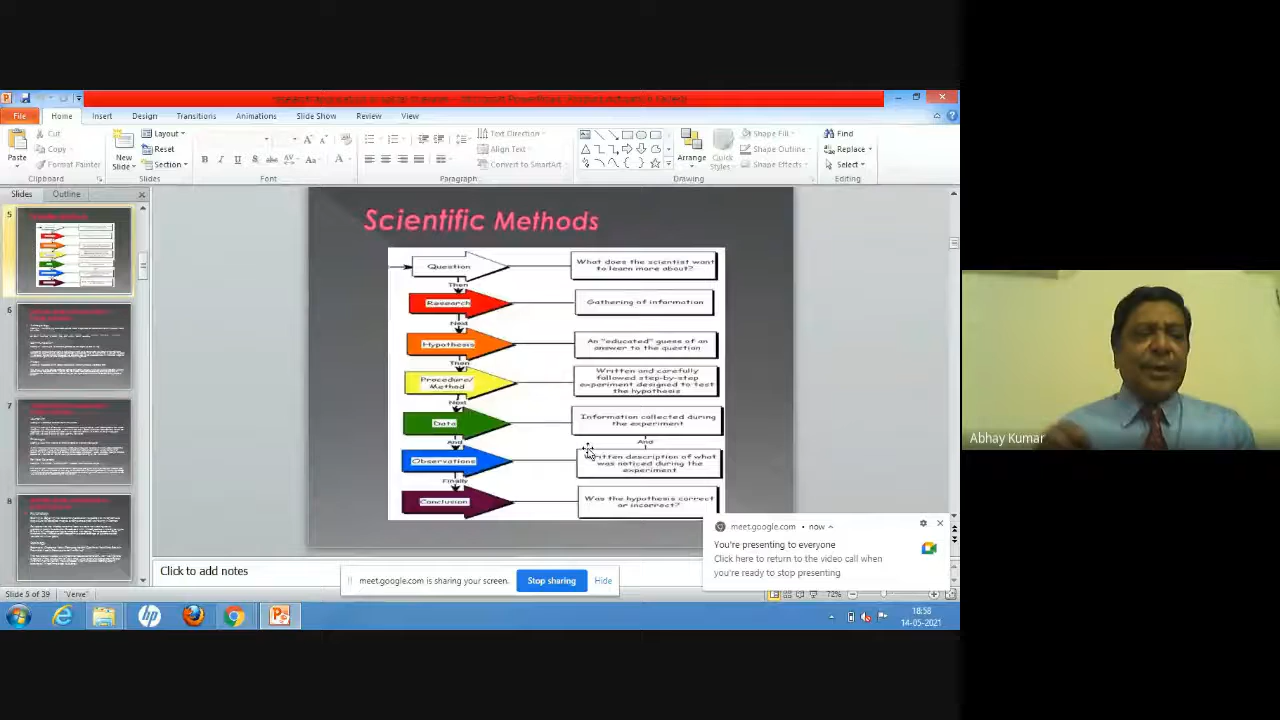 File
Home
Insert
Design
Transitions
Animations
Slide Show
Review
View
Paste
Cut
Copy
Format Painter
Clipboard
New
Slide
Layout
Reset
Section
Slides
B I U S abc AV Aa A
Font
Text Direction
Align Text
Convert to SmartArt
Paragraph
Arrange
Quick
Styles
Shape Fill
Shape Outline
Shape Effects
Drawing
Find
Replace
Select
Editing
Slides
Outline
5
6
7
8
Scientific Methods
Question
What does the scientist want
to learn more about?
Then
Research
Gathering of information
Next
Hypothesis
An "educated" guess of an
answer to the question
Then
Procedure/
Method
Written and carefully
followed step-by-step
experiment designed to test
the hypothesis
Next
Data
Information collected during
the experiment
And
And
Observations
Written description of what
was noticed during the
experiment
Finally
Conclusion
Was the hypothesis correct
or incorrect?
Abhay Kumar
meet.google.com • now
You're presenting to everyone
Click here to return to the video call when
you're ready to stop presenting
Click to add notes
meet.google.com is sharing your screen.
Stop sharing
Hide
Slide 5 of 39
"Verve"
72%
18:58
14-05-2021